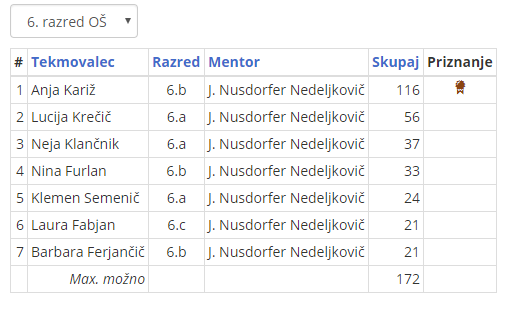 6. razred OŠ
# Tekmovalec Razred Mentor Skupaj Priznanje
1 Anja Kariž 6.b J. Nusdorfer Nedeljkovič 116
2 Lucija Krečič 6.a J. Nusdorfer Nedeljkovič 56
3 Neja Klančnik 6.a J. Nusdorfer Nedeljkovič 37
4 Nina Furlan 6.b J. Nusdorfer Nedeljkovič 33
5 Klemen Semenič 6.a J. Nusdorfer Nedeljkovič 24
6 Laura Fabjan 6.c J. Nusdorfer Nedeljkovič 21
7 Barbara Ferjančič 6.b J. Nusdorfer Nedeljkovič 21
Max. možno 172